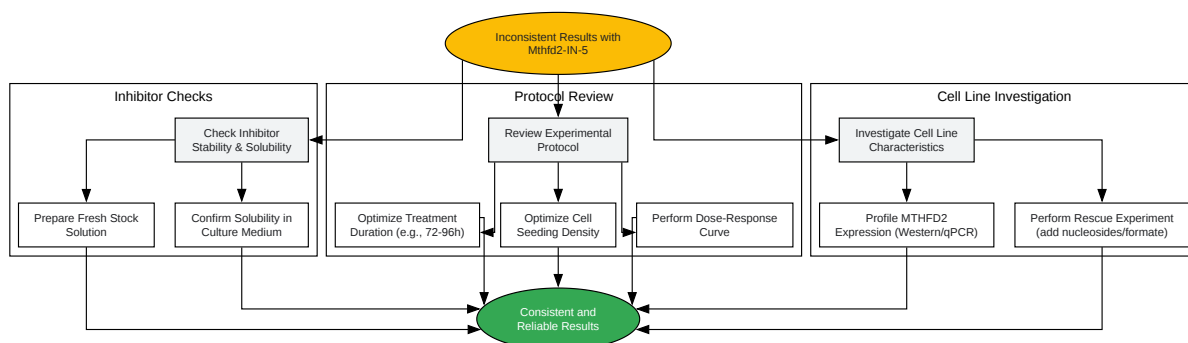 Inconsistent Results with
Mthfd2-IN-5
Inhibitor Checks
Protocol Review
Cell Line Investigation
Check Inhibitor
Stability & Solubility
Review Experimental
Protocol
Investigate Cell Line
Characteristics
Prepare Fresh Stock
Solution
Confirm Solubility in
Culture Medium
Optimize Treatment
Duration (e.g., 72-96h)
Optimize Cell
Seeding Density
Perform Dose-Response
Curve
Profile MTHFD2
Expression (Western/qPCR)
Perform Rescue Experiment
(add nucleosides/formate)
Consistent and
Reliable Results